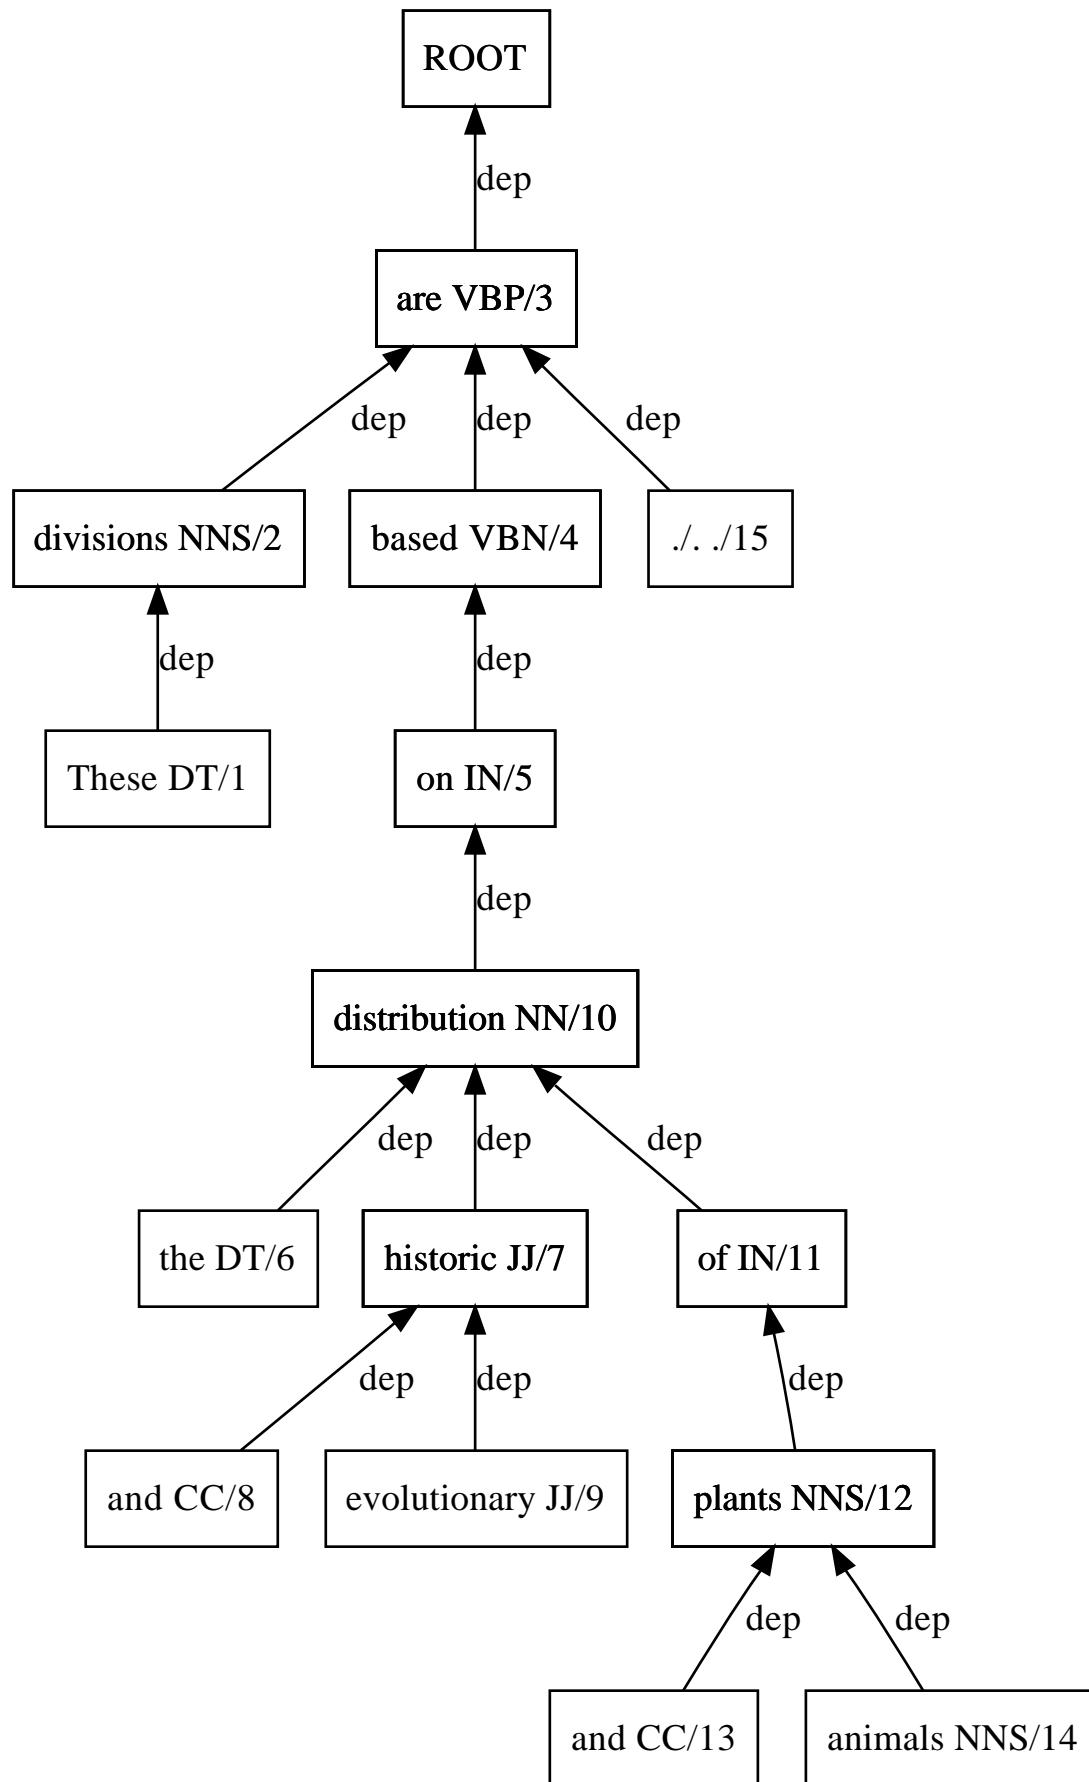 ROOT
dep
are VBP/3
dep dep dep
divisions NNS/2 based VBN/4 ./. ./15
dep dep
These DT/1 on IN/5
dep
distribution NN/10
dep dep dep
the DT/6 historic JJ/7 of IN/11
dep dep dep
and CC/8 evolutionary JJ/9 plants NNS/12
dep dep
and CC/13 animals NNS/14